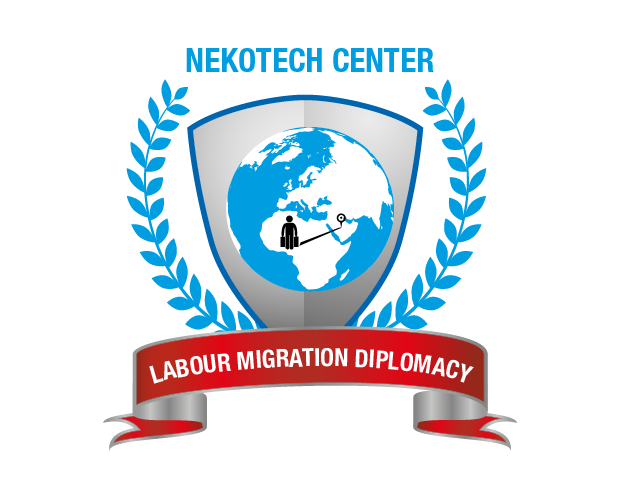 NEKOTECH CENTER
LABOUR MIGRATION DIPLOMACY